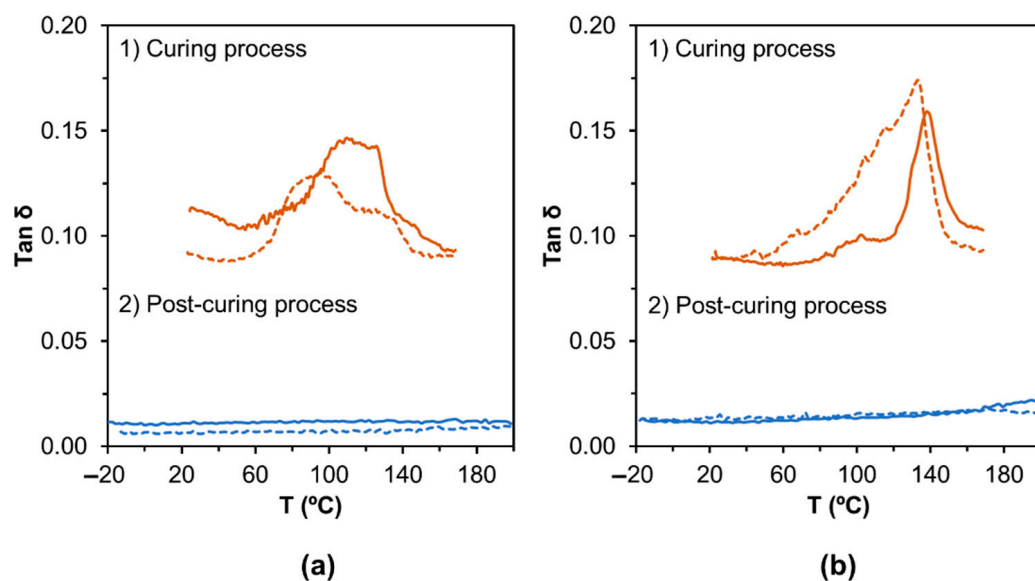 0.20
1) Curing process
0.15
Tan δ
0.10
2) Post-curing process
0.05
0.00
–20 20 60 100 140 180
T (ºC)
(a)
0.20
1) Curing process
0.15
Tan δ
0.10
2) Post-curing process
0.05
0.00
–20 20 60 100 140 180
T (ºC)
(b)